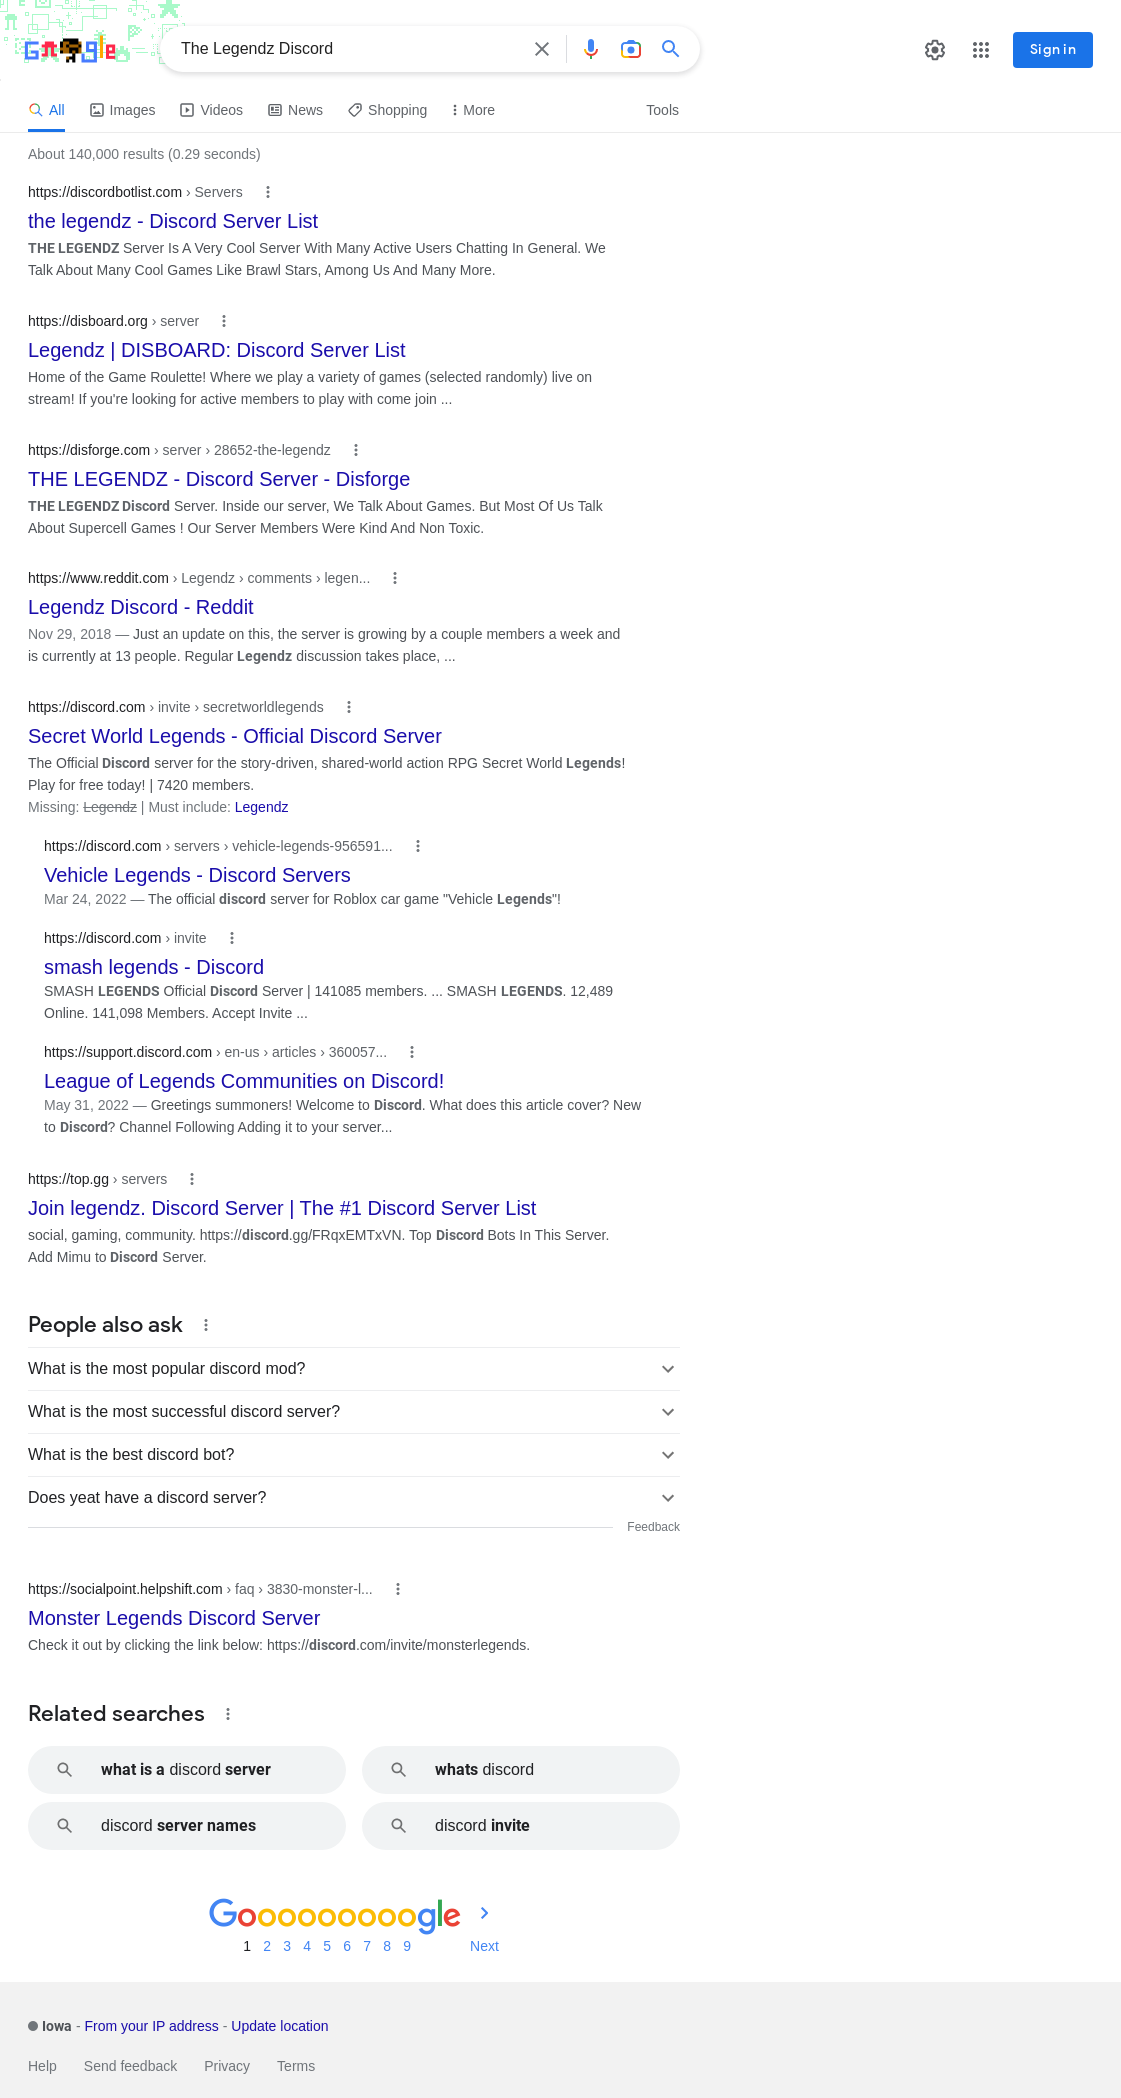 The Legendz Discord
Sign in
All Images Videos News Shopping More Tools
About 140,000 results (0.29 seconds)
https://discordbotlist.com › Servers
the legendz - Discord Server List
THE LEGENDZ Server Is A Very Cool Server With Many Active Users Chatting In General. We
Talk About Many Cool Games Like Brawl Stars, Among Us And Many More.
https://disboard.org › server
Legendz | DISBOARD: Discord Server List
Home of the Game Roulette! Where we play a variety of games (selected randomly) live on
stream! If you're looking for active members to play with come join ...
https://disforge.com › server › 28652-the-legendz
THE LEGENDZ - Discord Server - Disforge
THE LEGENDZ Discord Server. Inside our server, We Talk About Games. But Most Of Us Talk
About Supercell Games ! Our Server Members Were Kind And Non Toxic.
https://www.reddit.com › Legendz › comments › legen...
Legendz Discord - Reddit
Nov 29, 2018 — Just an update on this, the server is growing by a couple members a week and
is currently at 13 people. Regular Legendz discussion takes place, ...
https://discord.com › invite › secretworldlegends
Secret World Legends - Official Discord Server
The Official Discord server for the story-driven, shared-world action RPG Secret World Legends!
Play for free today! | 7420 members.
Missing: Legendz | Must include: Legendz
https://discord.com › servers › vehicle-legends-956591...
Vehicle Legends - Discord Servers
Mar 24, 2022 — The official discord server for Roblox car game "Vehicle Legends"!
https://discord.com › invite
smash legends - Discord
SMASH LEGENDS Official Discord Server | 141085 members. ... SMASH LEGENDS. 12,489
Online. 141,098 Members. Accept Invite ...
https://support.discord.com › en-us › articles › 360057...
League of Legends Communities on Discord!
May 31, 2022 — Greetings summoners! Welcome to Discord. What does this article cover? New
to Discord? Channel Following Adding it to your server...
https://top.gg › servers
Join legendz. Discord Server | The #1 Discord Server List
social, gaming, community. https://discord.gg/FRqxEMTxVN. Top Discord Bots In This Server.
Add Mimu to Discord Server.
People also ask
What is the most popular discord mod?
What is the most successful discord server?
What is the best discord bot?
Does yeat have a discord server?
Feedback
https://socialpoint.helpshift.com › faq › 3830-monster-l...
Monster Legends Discord Server
Check it out by clicking the link below: https://discord.com/invite/monsterlegends.
Related searches
what is a discord server
whats discord
discord server names
discord invite
Goooooooooogle
1 2 3 4 5 6 7 8 9 Next
Iowa - From your IP address - Update location
Help Send feedback Privacy Terms